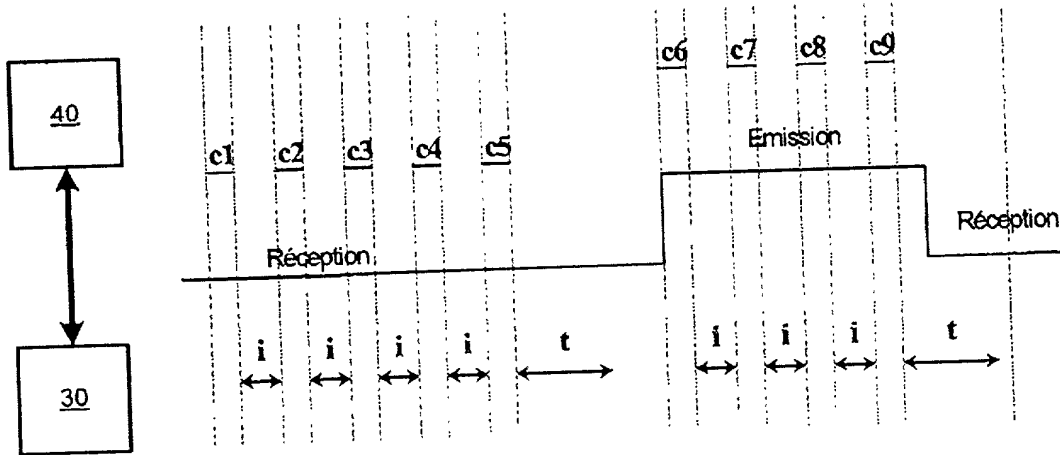 c6 c7 c8 c9
40
Emission
c1 c2 c3 c4 c5
Réception
Réception
i i i i t
i i i t
30